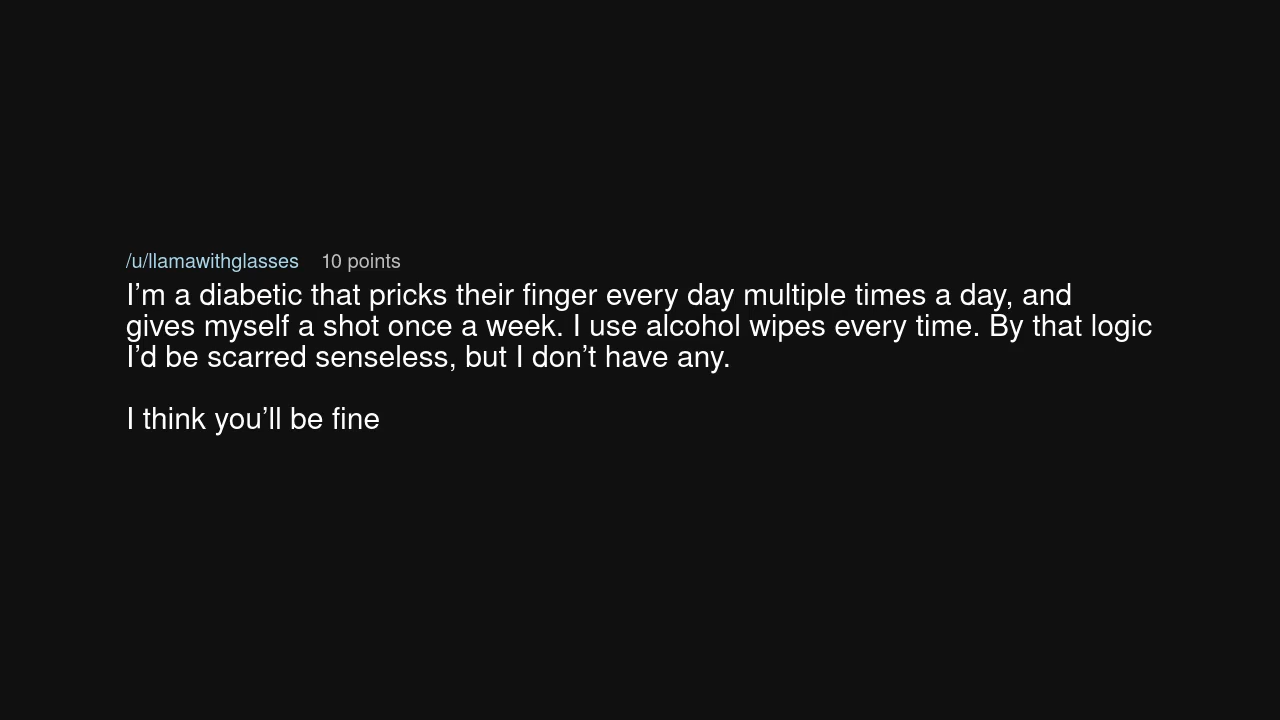 /u/llamawithglasses 10 points
I’m a diabetic that pricks their finger every day multiple times a day, and
gives myself a shot once a week. I use alcohol wipes every time. By that logic
I’d be scarred senseless, but I don’t have any.
I think you’ll be fine